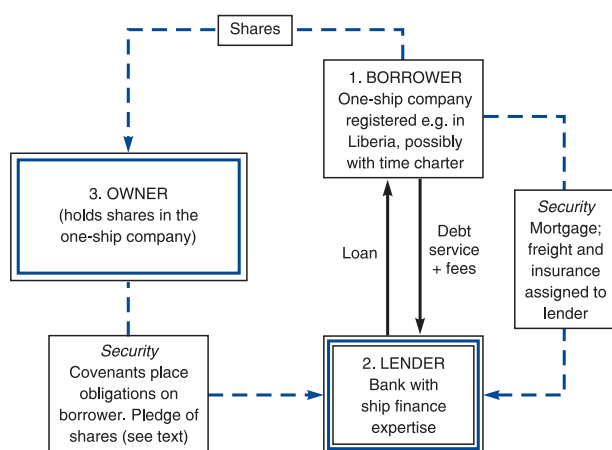 Shares
1. BORROWER
One-ship company
registered e.g. in
Liberia, possibly
with time charter
3. OWNER
(holds shares in the
one-ship company)
Security
Mortgage;
freight and
insurance
assigned to
lender
Loan
Debt
service
+ fees
Security
Covenants place
obligations on
borrower. Pledge of
shares (see text)
2. LENDER
Bank with
ship finance
expertise